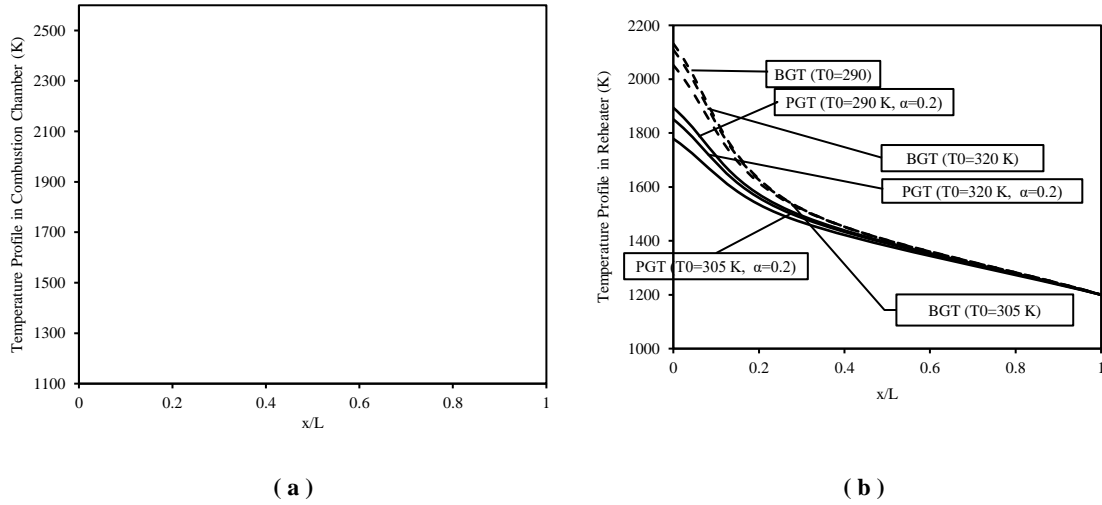 Temperature Profile in Combustion Chamber (K)
2500
2300
2100
1900
1700
1500
1300
1100
0 0.2 0.4 0.6 0.8 1
x/L
( a )
Temperature Profile in Reheater (K)
2200
2000
1800
1600
1400
1200
1000
BGT (T0=290)
PGT (T0=290 K, α=0.2)
BGT (T0=320 K)
PGT (T0=320 K, α=0.2)
PGT (T0=305 K, α=0.2)
BGT (T0=305 K)
0 0.2 0.4 0.6 0.8 1
x/L
( b )